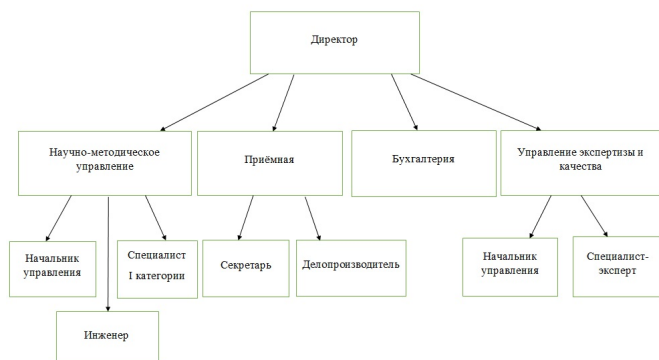 Директор
Научно-методическое
управление
Приёмная
Бухгалтерия
Управление экспертизы и
качества
Начальник
управления
Специалист
I категории
Секретарь
Делопроизводитель
Начальник
управления
Специалист-
эксперт
Инженер